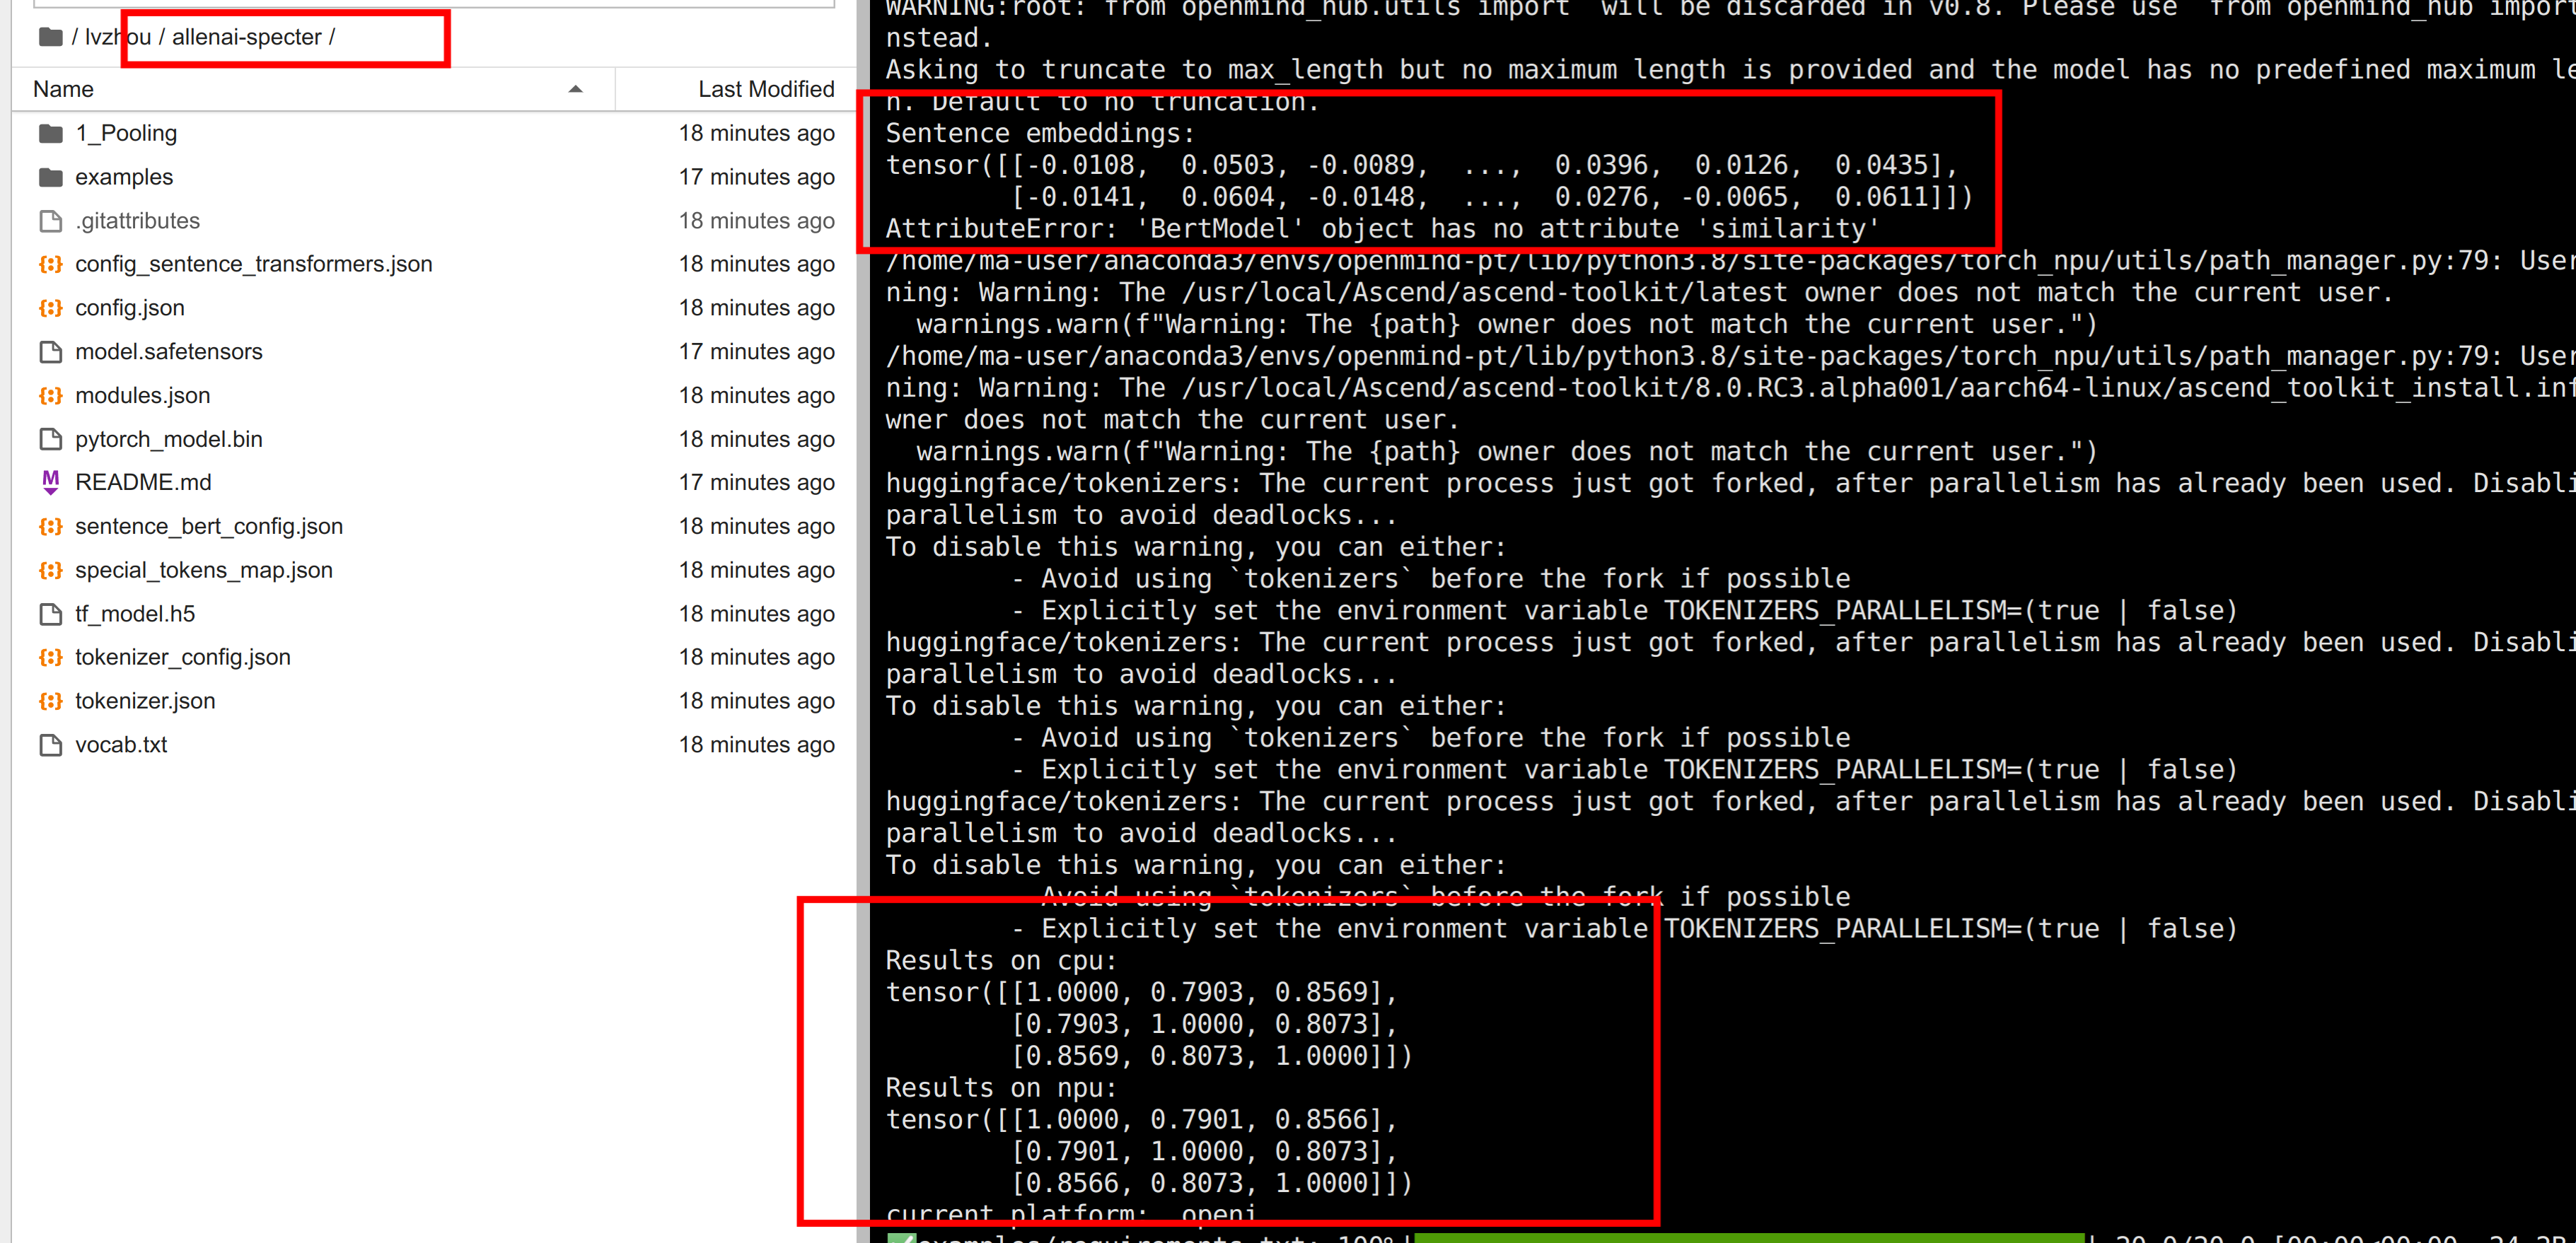 / lvzhou / allenai-specter /
Name Last Modified
1_Pooling 18 minutes ago
examples 17 minutes ago
.gitattributes 18 minutes ago
config_sentence_transformers.json 18 minutes ago
config.json 18 minutes ago
model.safetensors 17 minutes ago
modules.json 18 minutes ago
pytorch_model.bin 18 minutes ago
README.md 17 minutes ago
sentence_bert_config.json 18 minutes ago
special_tokens_map.json 18 minutes ago
tf_model.h5 18 minutes ago
tokenizer_config.json 18 minutes ago
tokenizer.json 18 minutes ago
vocab.txt 18 minutes ago
WARNING:root:`from openmind_hub.utils import` will be discarded in v0.8. Please use `from openmind_hub import
nstead.
Asking to truncate to max_length but no maximum length is provided and the model has no predefined maximum le
n. Default to no truncation.
Sentence embeddings:
tensor([[-0.0108,  0.0503, -0.0089,  ...,  0.0396,  0.0126,  0.0435],
        [-0.0141,  0.0604, -0.0148,  ...,  0.0276, -0.0065,  0.0611]])
AttributeError: 'BertModel' object has no attribute 'similarity'
/home/ma-user/anaconda3/envs/openmind-pt/lib/python3.8/site-packages/torch_npu/utils/path_manager.py:79: User
ning: Warning: The /usr/local/Ascend/ascend-toolkit/latest owner does not match the current user.
  warnings.warn(f"Warning: The {path} owner does not match the current user.")
/home/ma-user/anaconda3/envs/openmind-pt/lib/python3.8/site-packages/torch_npu/utils/path_manager.py:79: User
ning: Warning: The /usr/local/Ascend/ascend-toolkit/8.0.RC3.alpha001/aarch64-linux/ascend_toolkit_install.inf
wner does not match the current user.
  warnings.warn(f"Warning: The {path} owner does not match the current user.")
huggingface/tokenizers: The current process just got forked, after parallelism has already been used. Disabli
parallelism to avoid deadlocks...
To disable this warning, you can either:
        - Avoid using `tokenizers` before the fork if possible
        - Explicitly set the environment variable TOKENIZERS_PARALLELISM=(true | false)
huggingface/tokenizers: The current process just got forked, after parallelism has already been used. Disabli
parallelism to avoid deadlocks...
To disable this warning, you can either:
        - Avoid using `tokenizers` before the fork if possible
        - Explicitly set the environment variable TOKENIZERS_PARALLELISM=(true | false)
huggingface/tokenizers: The current process just got forked, after parallelism has already been used. Disabli
parallelism to avoid deadlocks...
To disable this warning, you can either:
        - Avoid using `tokenizers` before the fork if possible
        - Explicitly set the environment variable TOKENIZERS_PARALLELISM=(true | false)
Results on cpu:
tensor([[1.0000, 0.7903, 0.8569],
        [0.7903, 1.0000, 0.8073],
        [0.8569, 0.8073, 1.0000]])
Results on npu:
tensor([[1.0000, 0.7901, 0.8566],
        [0.7901, 1.0000, 0.8073],
        [0.8566, 0.8073, 1.0000]])
current platform:  openi
examples/requirements.txt: 100%